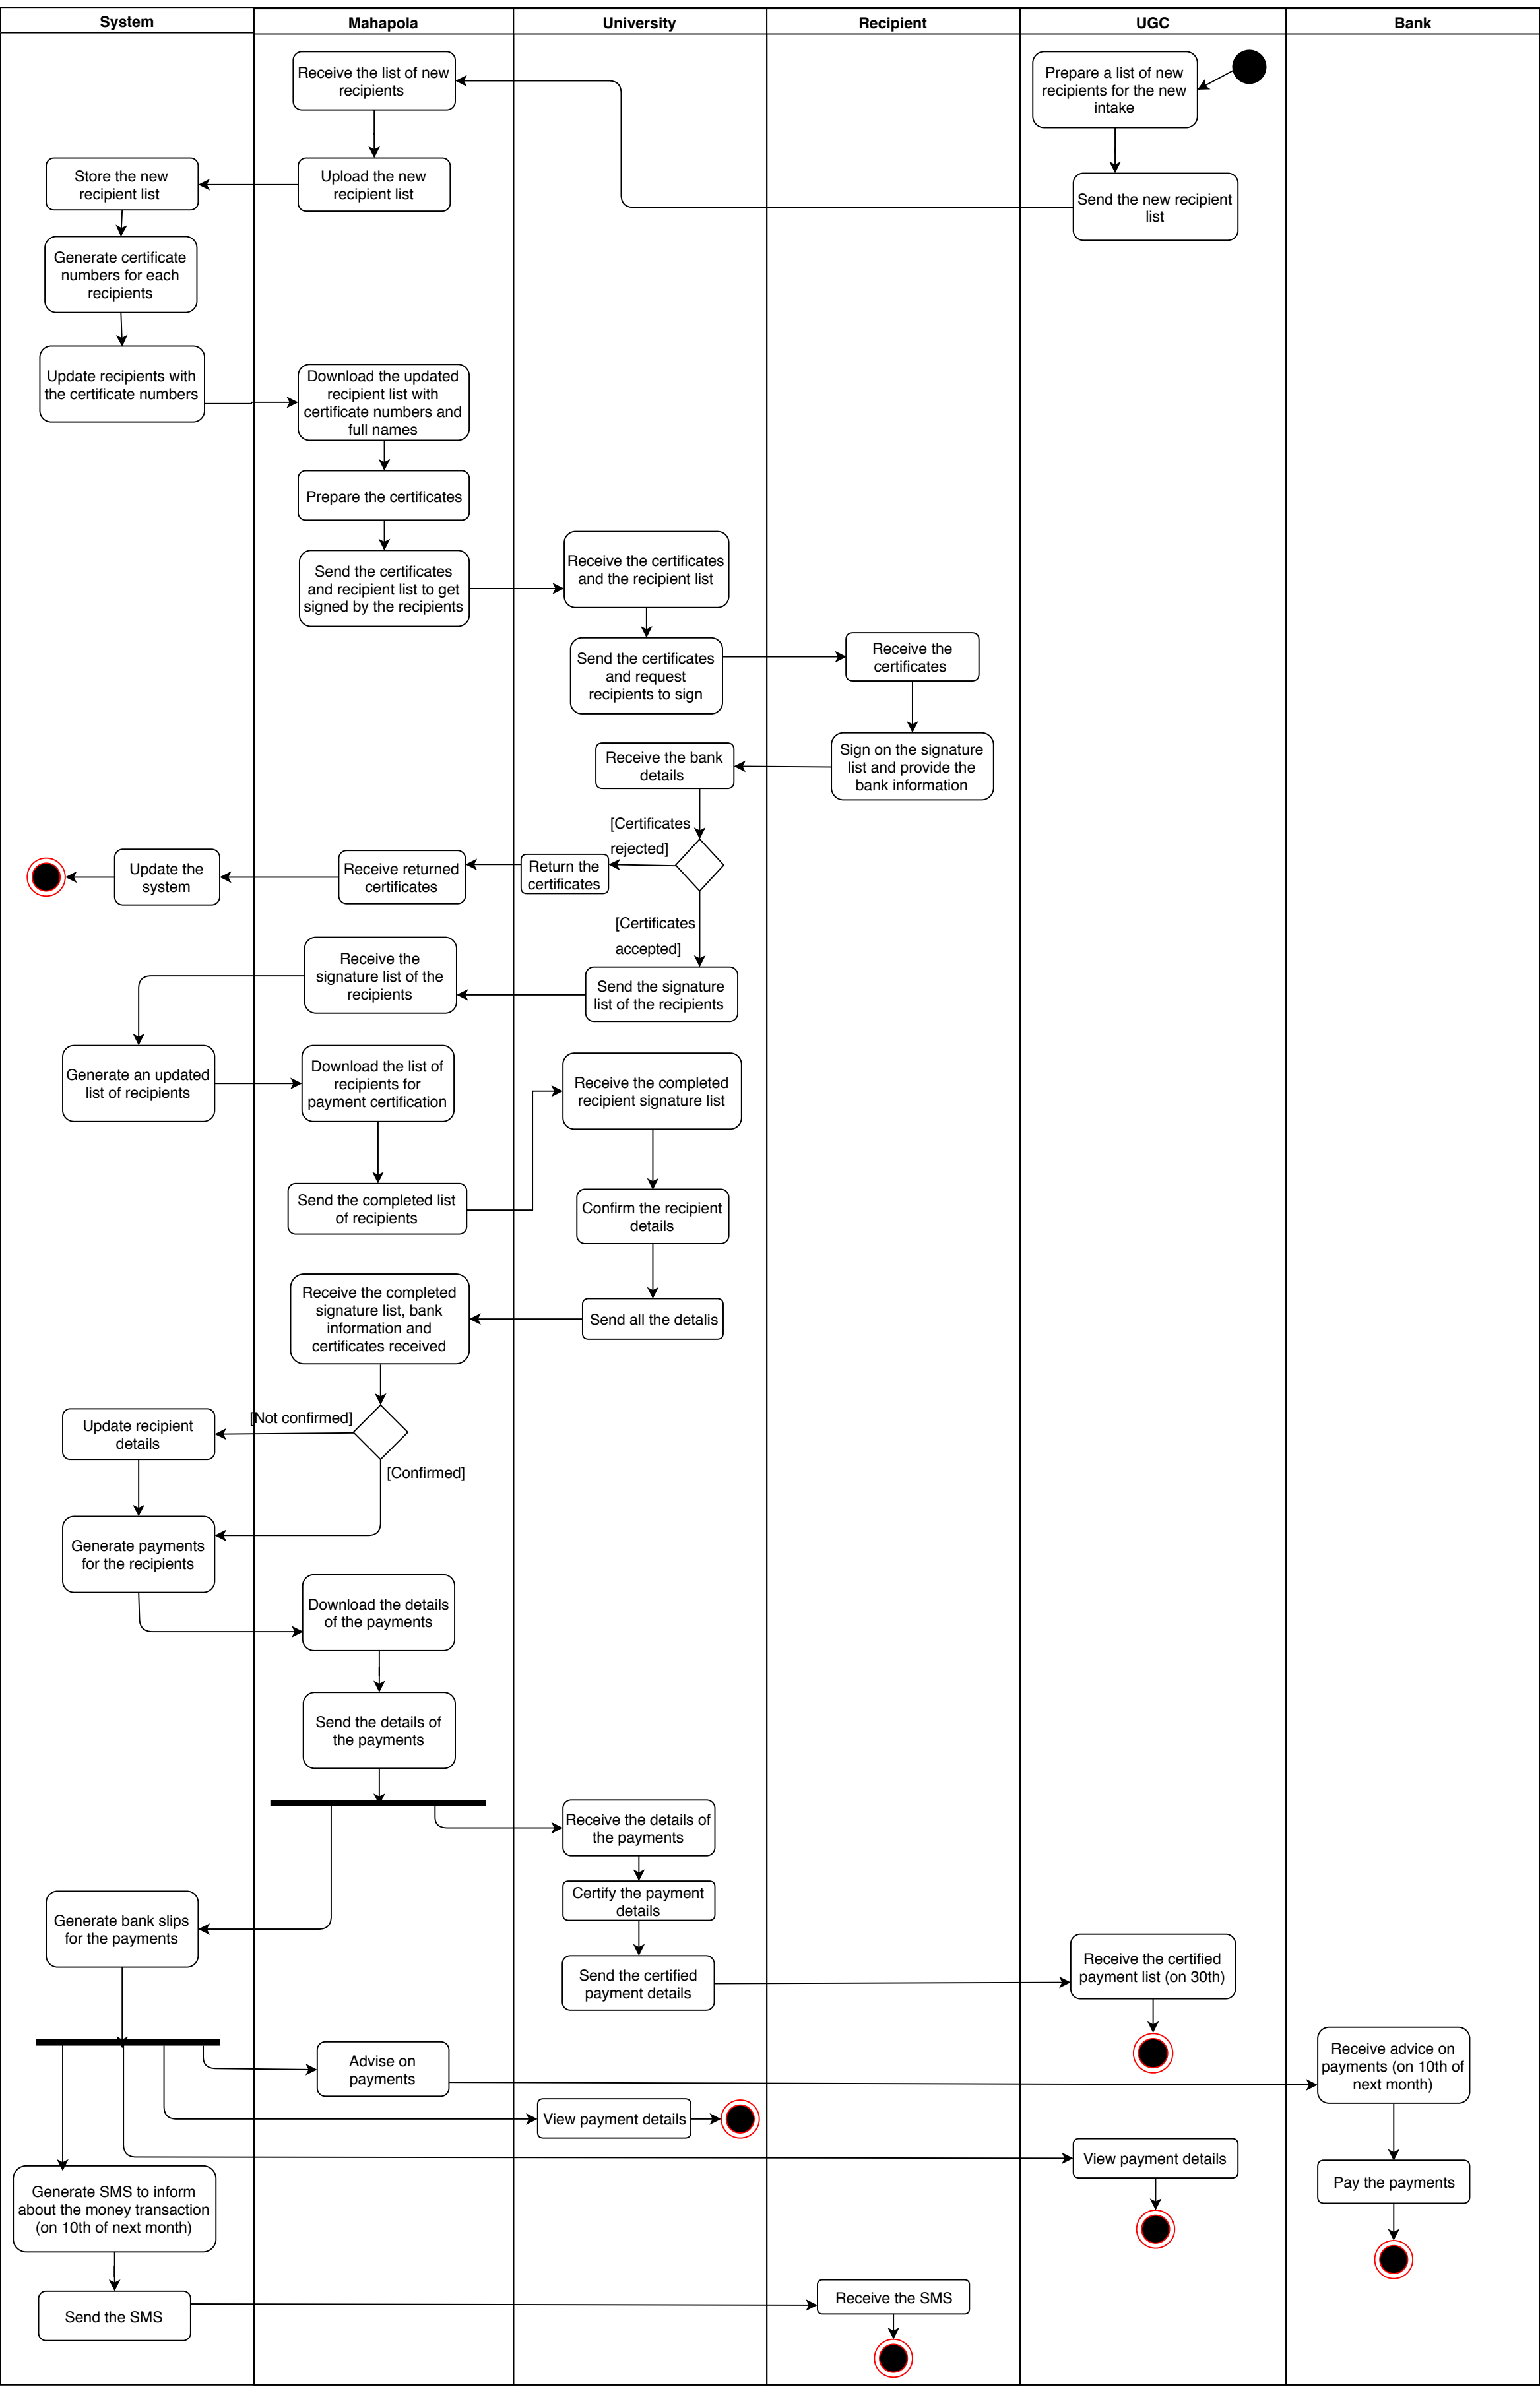 System
Mahapola
University
Recipient
UGC
Bank
Receive the list of new
recipients
Prepare a list of new
recipients for the new
intake
Store the new
recipient list
Upload the new
recipient list
Send the new recipient
list
Generate certificate
numbers for each
recipients
Update recipients with
the certificate numbers
Download the updated
recipient list with
certificate numbers and
full names
Prepare the certificates
Send the certificates
and recipient list to get
signed by the recipients
Receive the certificates
and the recipient list
Send the certificates
and request
recipients to sign
Receive the
certificates
Sign on the signature
list and provide the
bank information
Receive the bank
details
[Certificates
rejected]
Return the
certificates
Receive returned
certificates
Update the
system
[Certificates
accepted]
Send the signature
list of the recipients
Receive the
signature list of the
recipients
Generate an updated
list of recipients
Download the list of
recipients for
payment certification
Send the completed list
of recipients
Receive the completed
recipient signature list
Confirm the recipient
details
Send all the detalis
Receive the completed
signature list, bank
information and
certificates received
[Not confirmed]
Update recipient
details
[Confirmed]
Generate payments
for the recipients
Download the details
of the payments
Send the details of
the payments
Receive the details of
the payments
Certify the payment
details
Send the certified
payment details
Generate bank slips
for the payments
Receive the certified
payment list (on 30th)
Advise on
payments
Receive advice on
payments (on 10th of
next month)
View payment details
View payment details
Pay the payments
Generate SMS to inform
about the money transaction
(on 10th of next month)
Send the SMS
Receive the SMS